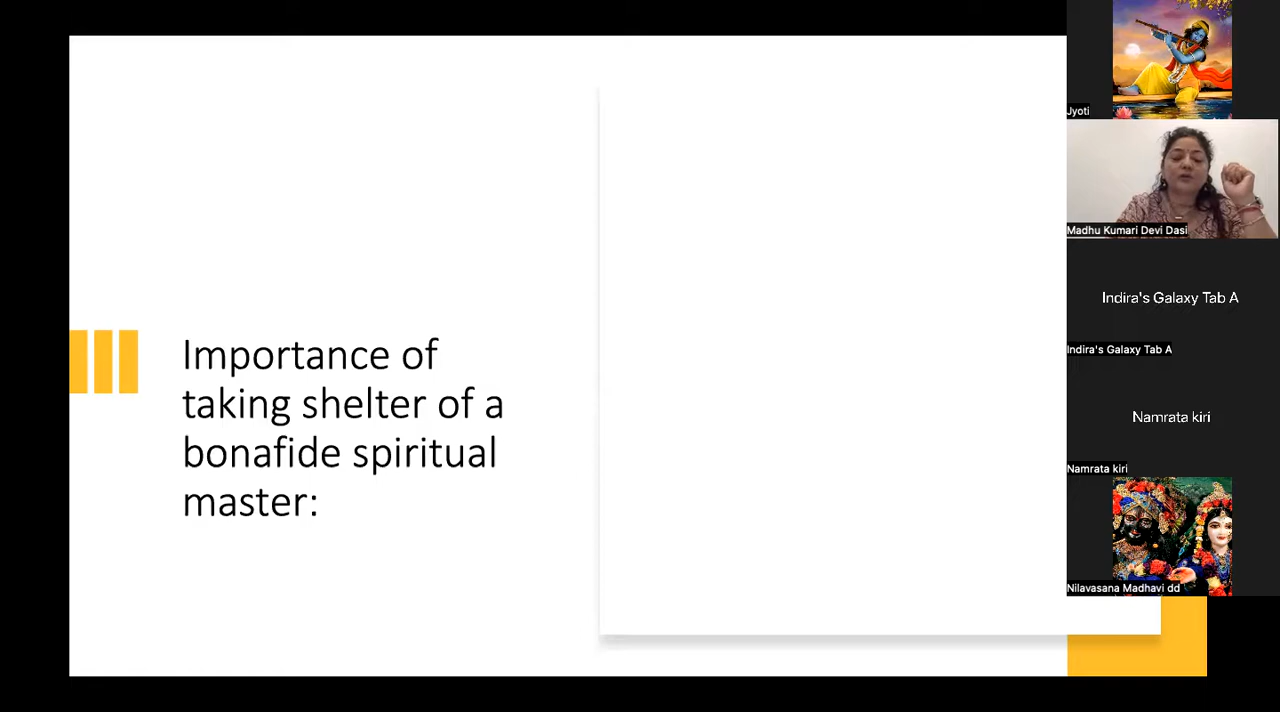 Importance of
taking shelter of a
bonafide spiritual
master:
Jyoti
Madhu Kumari Devi Dasi
Indira's Galaxy Tab A
Indira's Galaxy Tab A
Namrata kiri
Namrata kiri
Nilavasana Madhavi dd